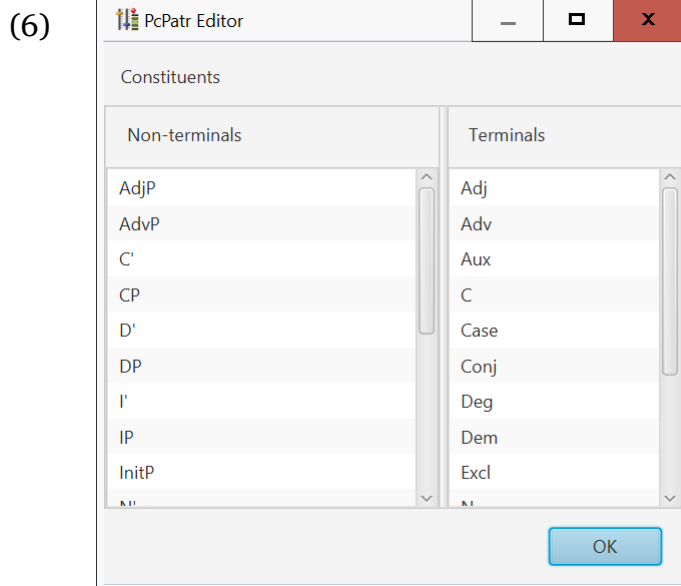 (6)
PcPatr Editor
Constituents
Non-terminals Terminals
AdjP Adj
AdvP Adv
C' Aux
CP C
D' Case
DP Conj
I' Deg
IP Dem
InitP Excl
N' N
OK